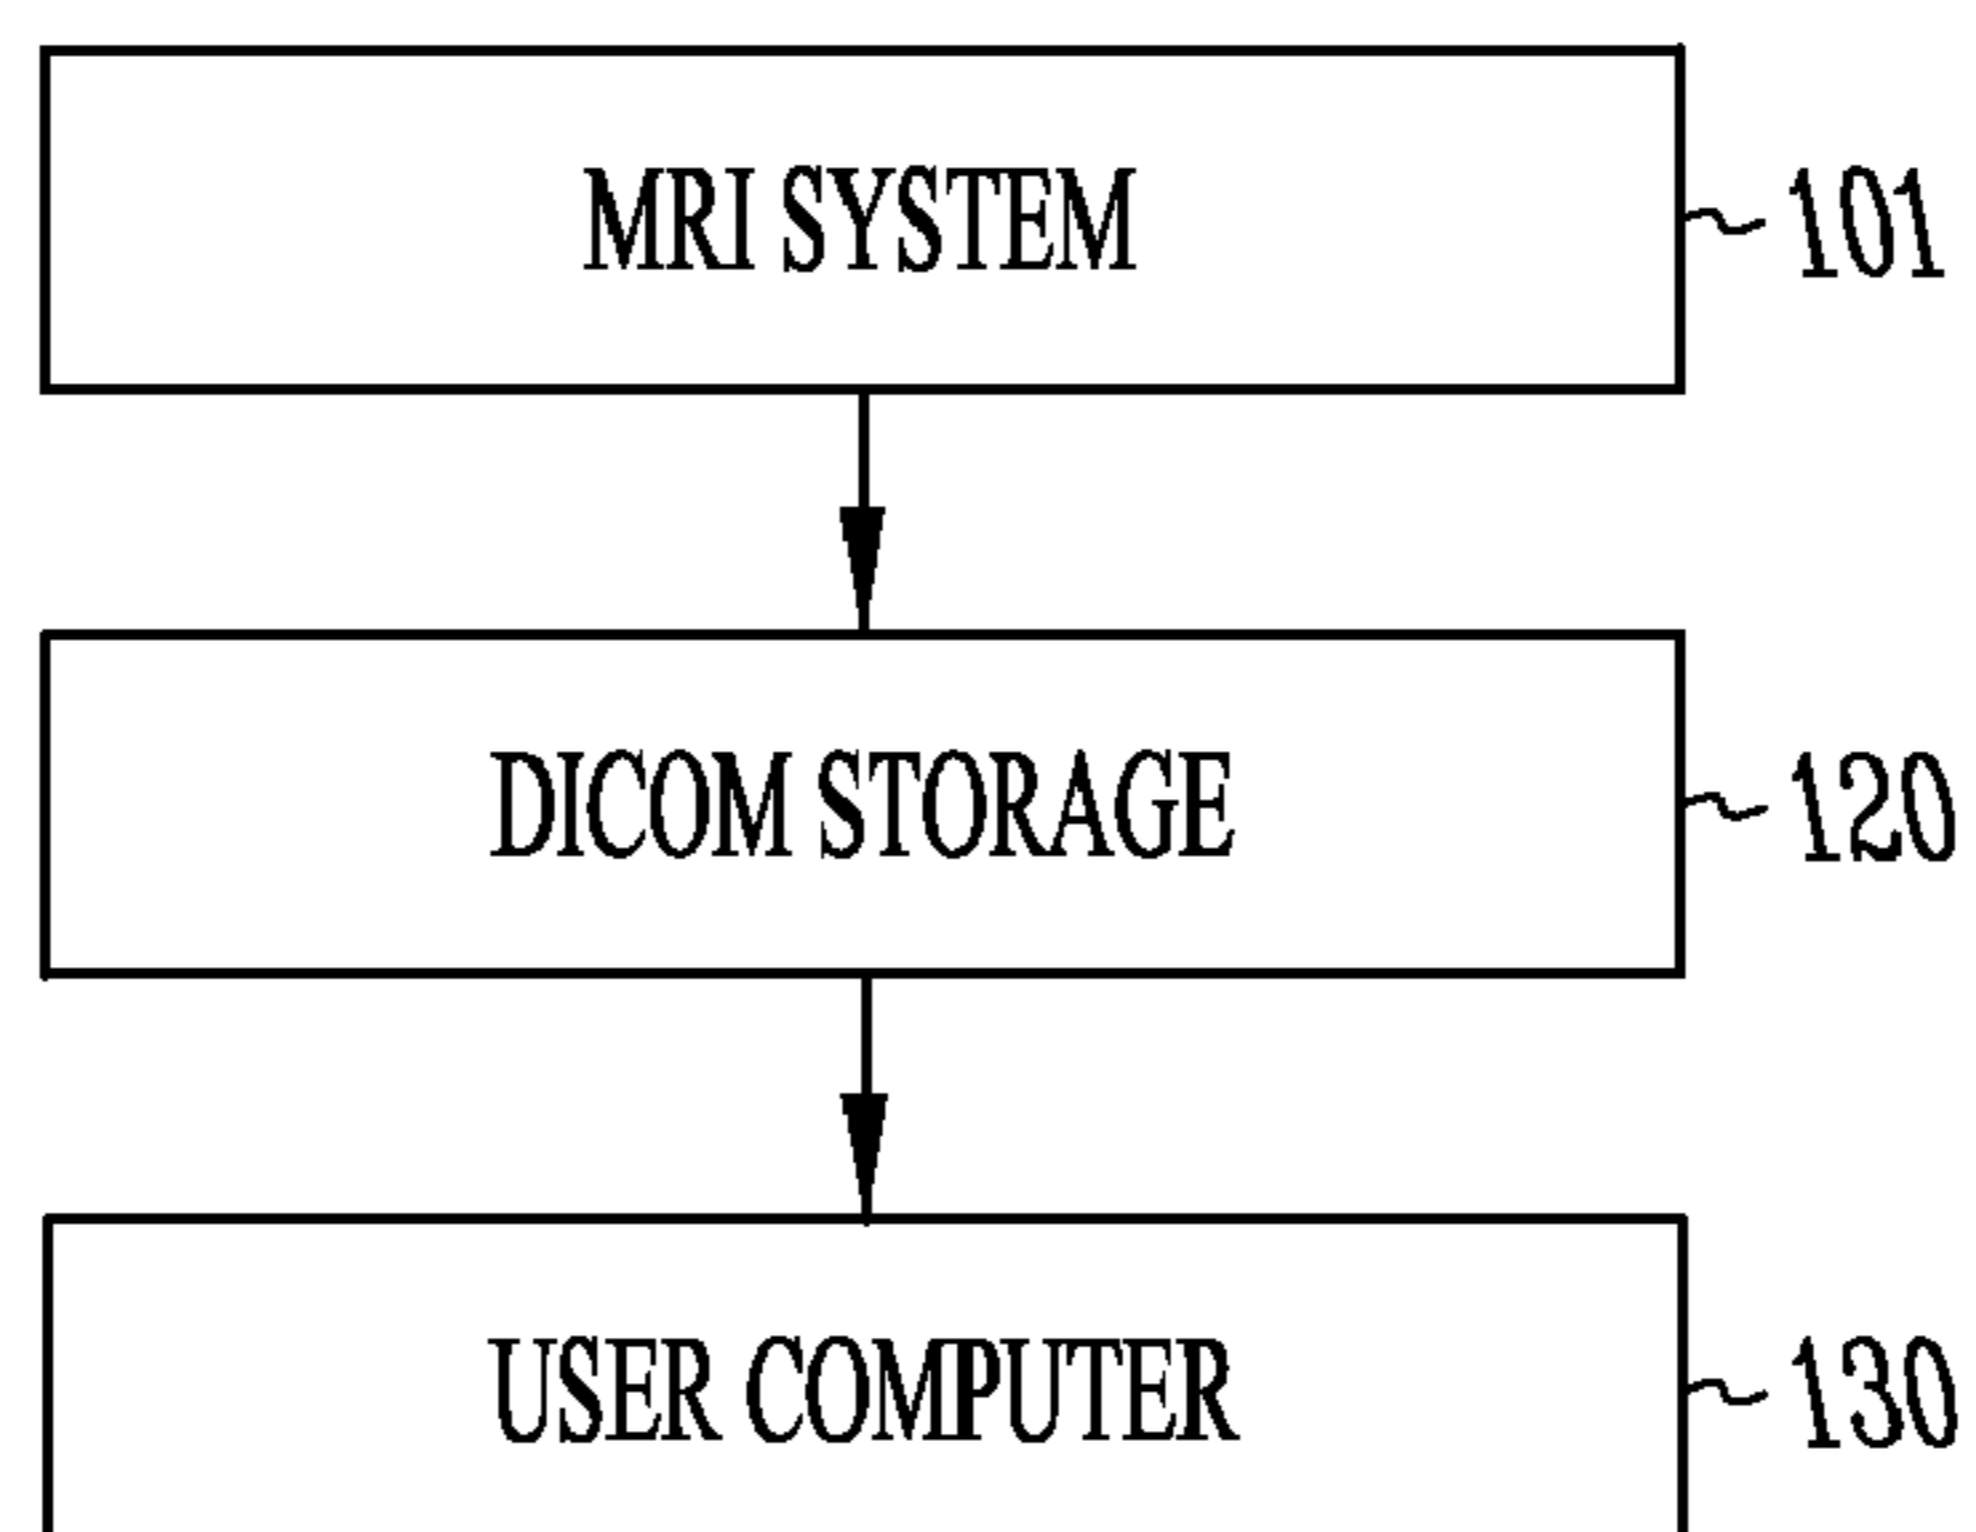 MRI SYSTEM
101
DICOM STORAGE
120
USER COMPUTER
130